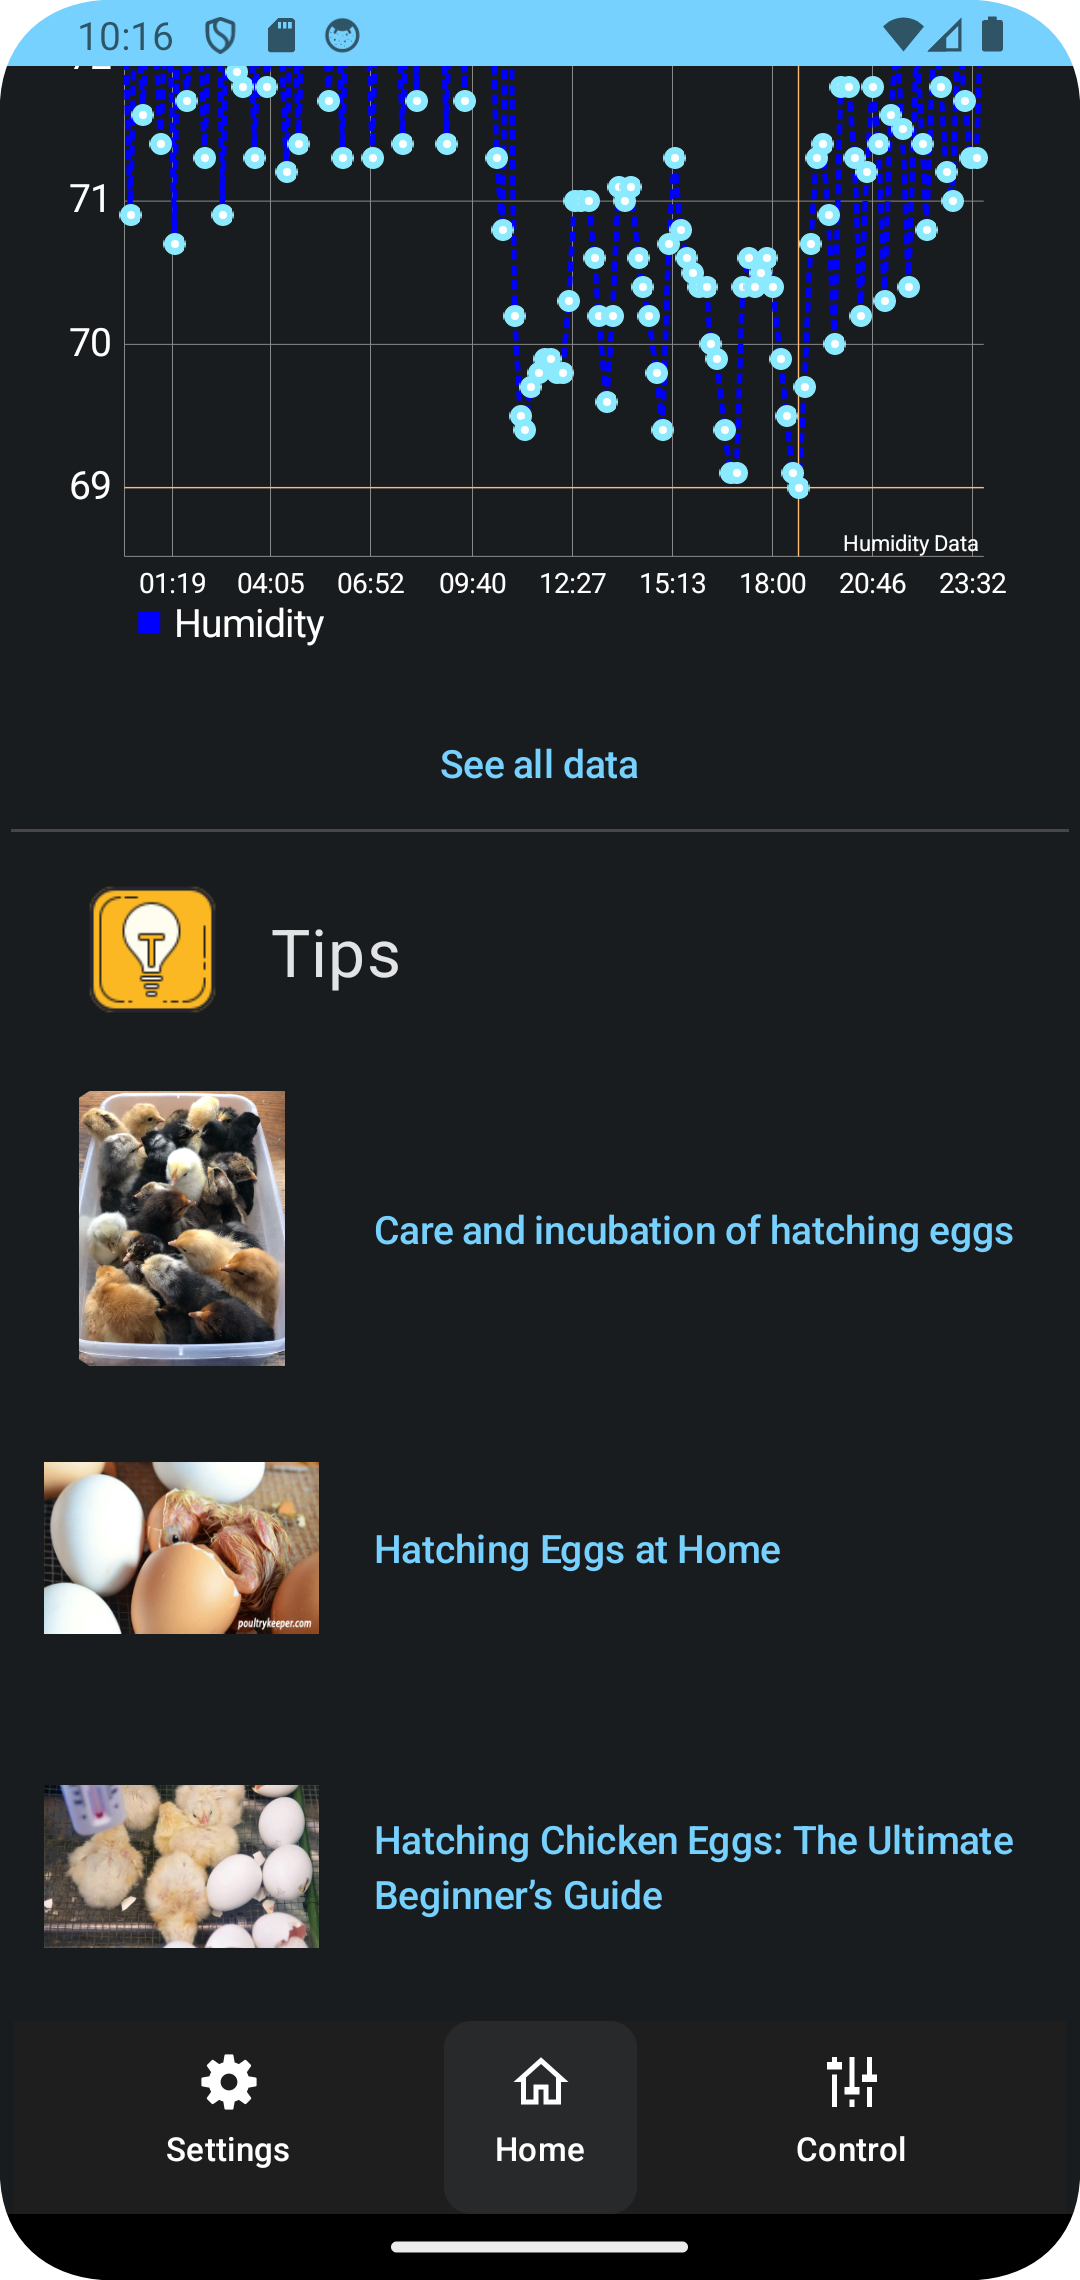 10:16
72
71
70
69
Humidity Data
01:19 04:05 06:52 09:40 12:27 15:13 18:00 20:46 23:32
Humidity
See all data
T
Tips
Care and incubation of hatching eggs
poultrykeeper.com
Hatching Eggs at Home
Hatching Chicken Eggs: The Ultimate
Beginner’s Guide
Settings Home Control